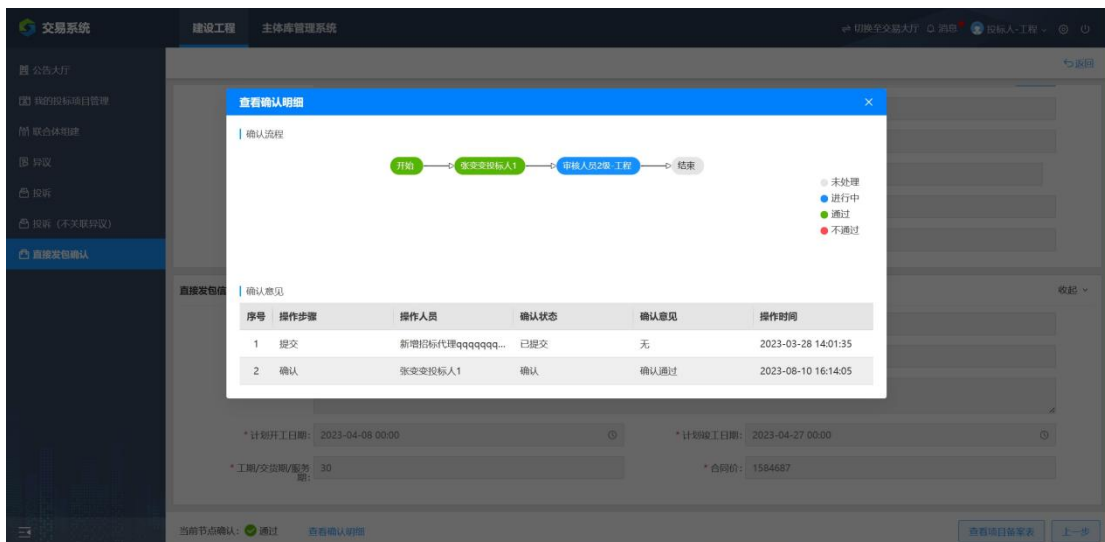 交易系统 建设工程 主体库管理系统 切换至交易大厅 消息 投标人-工程
公告大厅
返回
我的投标项目管理
联合体组建
异议
投诉
投诉（不关联异议）
直接发包确认
查看确认明细
确认流程
开始 张变变投标人1 审核人员2级-工程 结束
未处理
进行中
通过
不通过
直接发包信
收起
确认意见
序号 操作步骤 操作人员 确认状态 确认意见 操作时间
1 提交 新增招标代理qqqqqqq... 已提交 无 2023-03-28 14:01:35
2 确认 张变变投标人1 确认 确认通过 2023-08-10 16:14:05
* 计划开工日期: 2023-04-08 00:00 * 计划竣工日期: 2023-04-27 00:00
* 工期/交货期/服务期: 30 * 合同价: 1584687
当前节点确认: 通过 查看确认明细 查看项目备案表 上一步